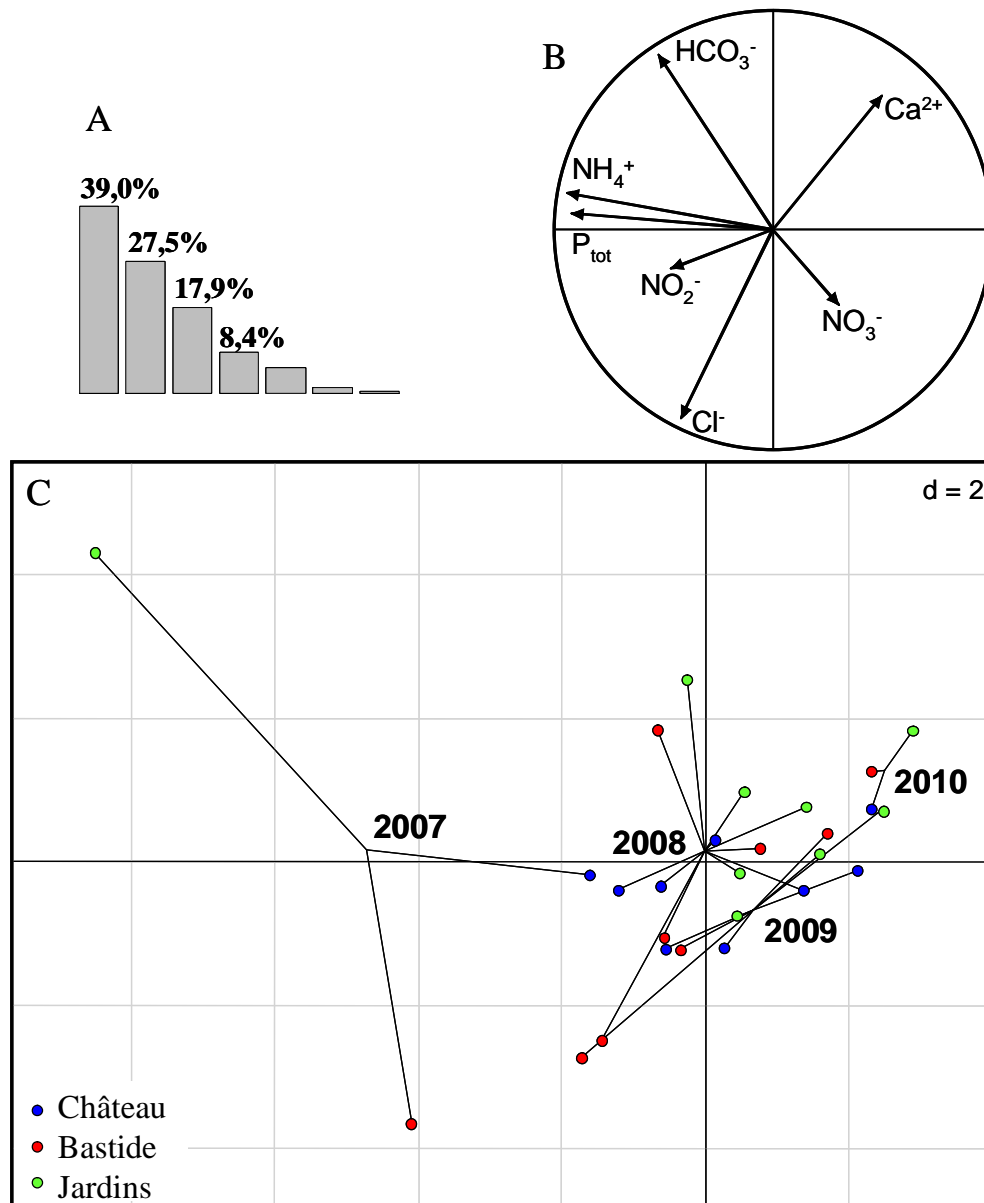 A
39,0%
27,5%
17,9%
8,4%
B
HCO₃⁻
Ca²⁺
NH₄⁺
Pₜₒₜ
NO₂⁻
NO₃⁻
Cl⁻
C
d = 2
2007
2008
2010
2009
Château
Bastide
Jardins